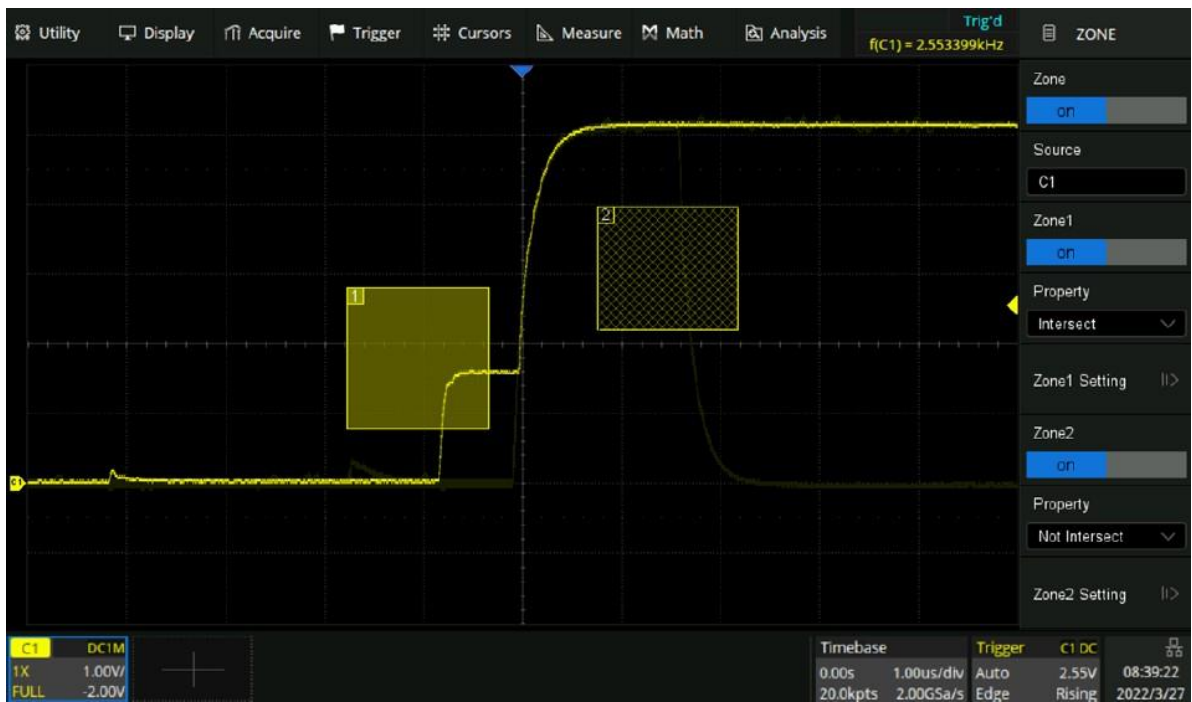 Utility Display Acquire Trigger Cursors Measure Math Analysis
Trig'd
f(C1) = 2.553399kHz
ZONE
Zone
on
Source
C1
Zone1
on
Property
Intersect
Zone1 Setting
Zone2
on
Property
Not Intersect
Zone2 Setting
1
2
C1
C1 DC1M
1X 1.00V/
FULL -2.00V
Timebase
0.00s 1.00us/div
20.0kpts 2.00GSa/s
Trigger C1 DC
Auto 2.55V
Edge Rising
08:39:22
2022/3/27